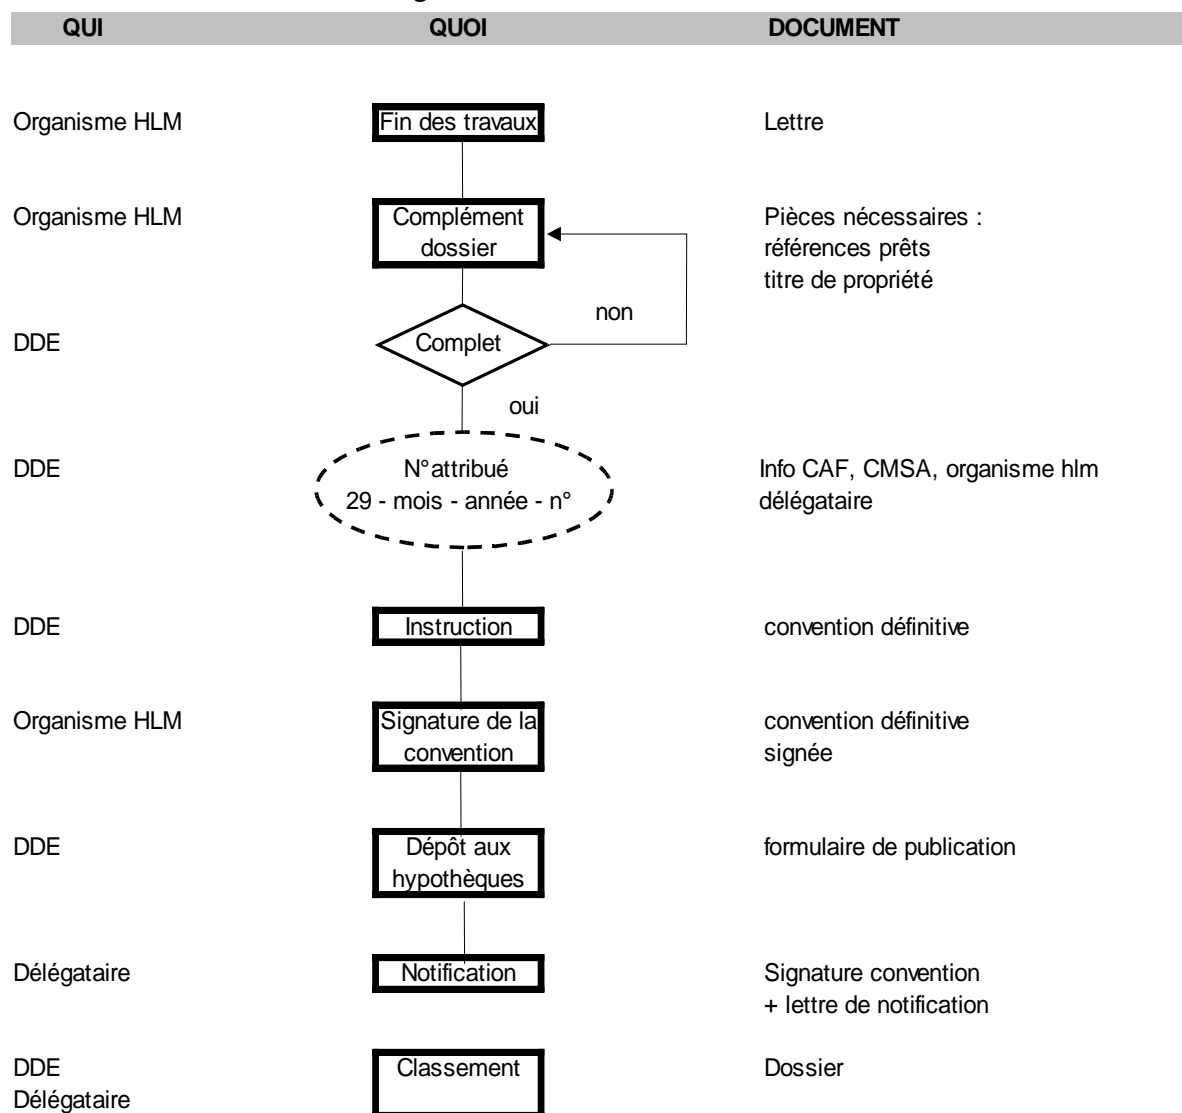 QUI QUOI DOCUMENT
Organisme HLM Fin des travaux Lettre
Organisme HLM Complément Pièces nécessaires :
dossier références prêts
titre de propriété
non
DDE Complet
oui
DDE N°attribué Info CAF, CMSA, organisme hlm
29 - mois - année - n° délégataire
DDE Instruction convention définitive
Organisme HLM Signature de la convention définitive
convention signée
DDE Dépôt aux formulaire de publication
hypothèques
Délégataire Notification Signature convention
+ lettre de notification
DDE Classement Dossier
Délégataire